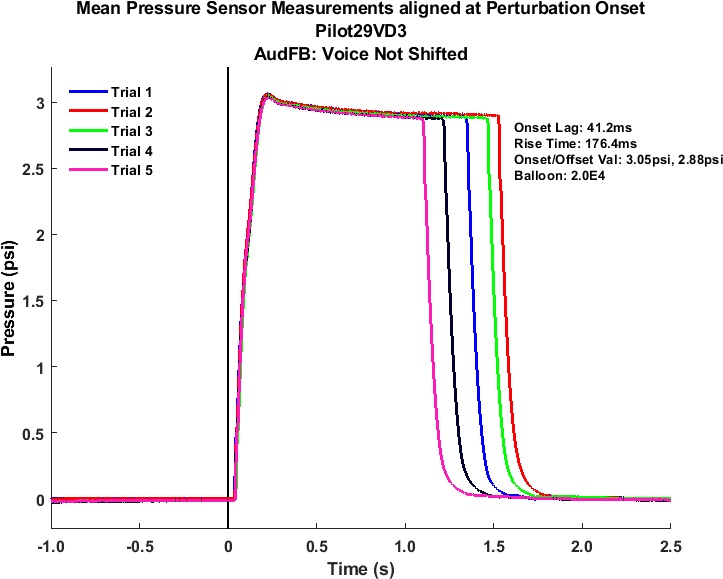 Mean Pressure Sensor Measurements aligned at Perturbation Onset
Pilot29VD3
AudFB: Voice Not Shifted
Trial 1
Trial 2
Trial 3
Trial 4
Trial 5
Onset Lag: 41.2ms
Rise Time: 176.4ms
Onset/Offset Val: 3.05psi, 2.88psi
Balloon: 2.0E4
Pressure (psi)
3
2.5
2
1.5
1
0.5
0
-1.0 -0.5 0 0.5 1.0 1.5 2.0 2.5
Time (s)